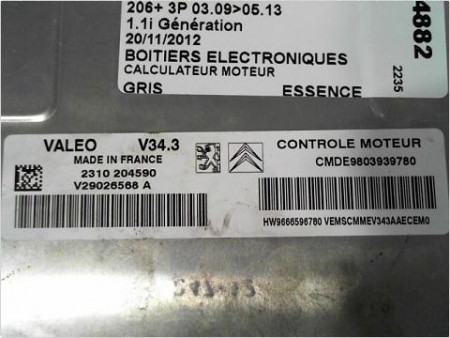 206+ 3P 03.09>05.13
1.1i Génération
20/11/2012
BOITIERS ELECTRONIQUES
CALCULATEUR MOTEUR
GRIS ESSENCE
4882
2235
VALEO V34.3
MADE IN FRANCE
2310 204590
V29026568 A
CONTROLE MOTEUR
CMDE9803939780
HW9666596780 VEMSCMMEV343AAECEM0